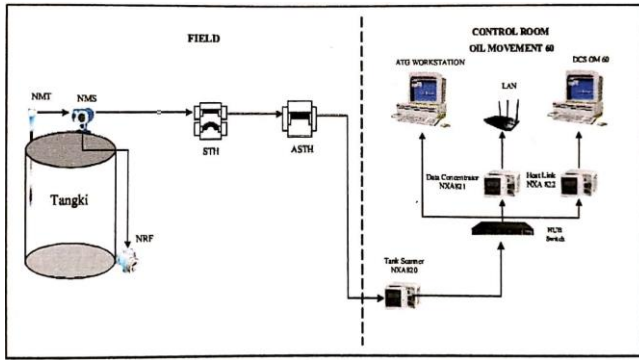 FIELD
NMT
NMS
STH
ASTH
Tangki
NRF
CONTROL ROOM
OIL MOVEMENT 60
ATG WORKSTATION
DCS OM 60
LAN
Data Concentrator
NXA821
Host Link
NXA 822
HUB
Switch
Tank Scanner
NXA820